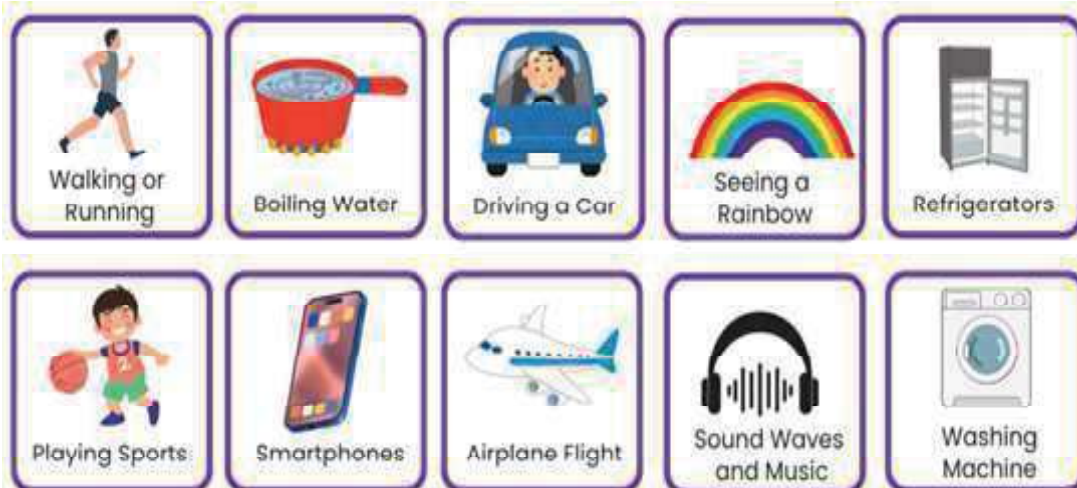 Walking or
Running
Boiling Water
Driving a Car
Seeing a
Rainbow
Refrigerators
2
Playing Sports
Smartphones
Airplane Flight
Sound Waves
and Music
Washing
Machine